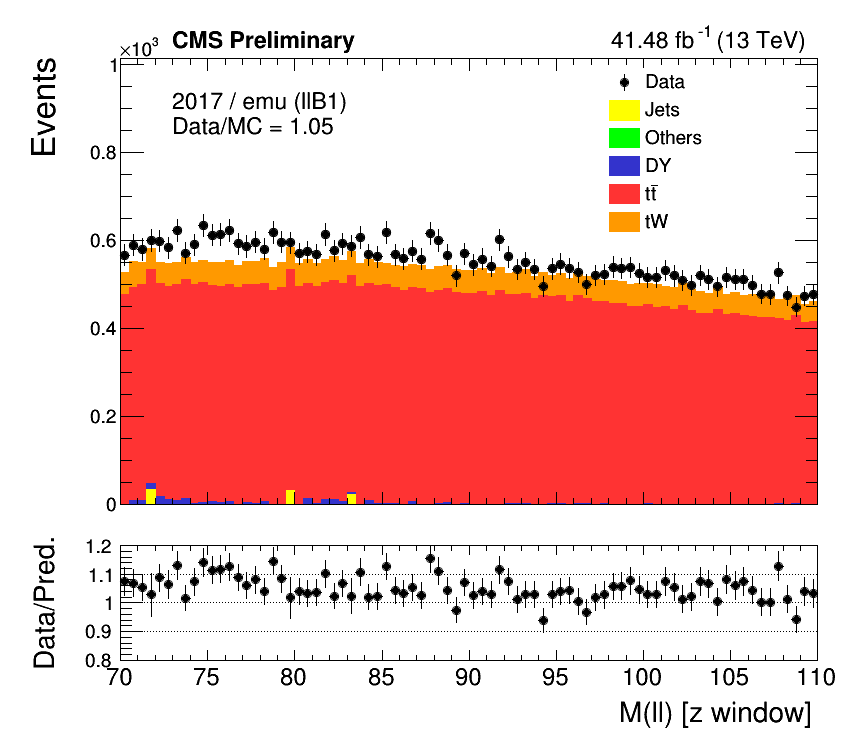 ×10³ CMS Preliminary 41.48 fb⁻¹ (13 TeV)
Events
1
0.8
0.6
0.4
0.2
0
2017 / emu (llB1)
Data/MC = 1.05
Data
Jets
Others
DY
tt̄
tW
Data/Pred.
1.2
1.1
1
0.9
0.8
70 75 80 85 90 95 100 105 110
M(ll) [z window]